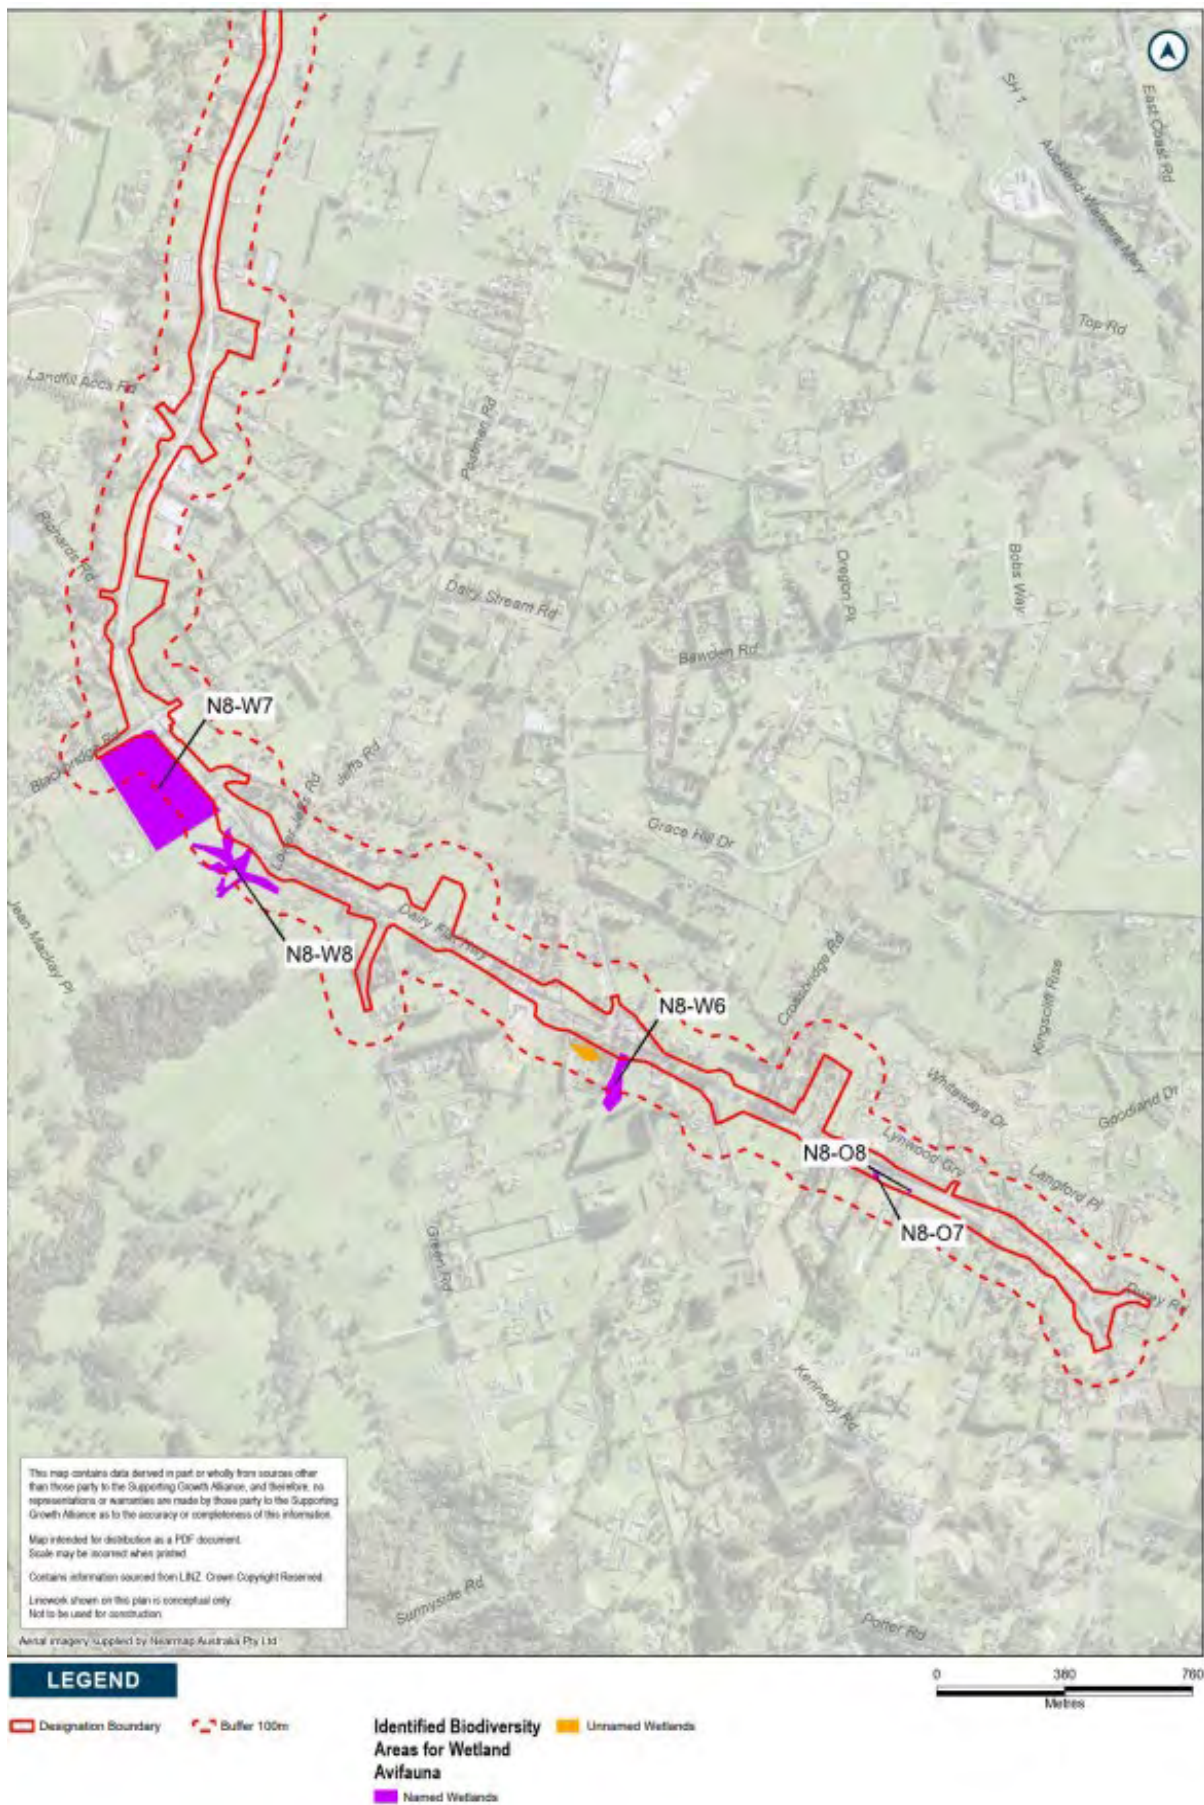 SH 1
East Coast Rd
Auckland-Waiwera Mwy
Top Rd
Landfill Accs Rd
Postman Rd
Richards Rd
Oregon Pk
Bobs Way
Dairy Stream Rd
Bawden Rd
N8-W7
Blackbridge Rd
Jeffs Rd
Lower Jeffs Rd
Grace Hill Dr
Jean Mackay Pl
Dairy Flat Hwy
N8-W8
Crossbridge Rd
Kingscliff Rise
N8-W6
Whiteways Dr
Goodland Dr
N8-O8
Lynwood Grv
Langford Pl
N8-O7
Green Rd
Durey Rd
Kennedy Rd
This map contains data derived in part or wholly from sources other
than those party to the Supporting Growth Alliance, and therefore, no
representations or warranties are made by those party to the Supporting
Growth Alliance as to the accuracy or completeness of this information.
Map intended for distribution as a PDF document.
Scale may be incorrect when printed.
Contains information sourced from LINZ. Crown Copyright Reserved.
Linework shown on this plan is conceptual only.
Not to be used for construction.
Sunnyside Rd
Potter Rd
Aerial imagery supplied by Nearmap Australia Pty Ltd
LEGEND
0 380 760
Metres
Designation Boundary
Buffer 100m
Identified Biodiversity
Areas for Wetland
Avifauna
Named Wetlands
Unnamed Wetlands